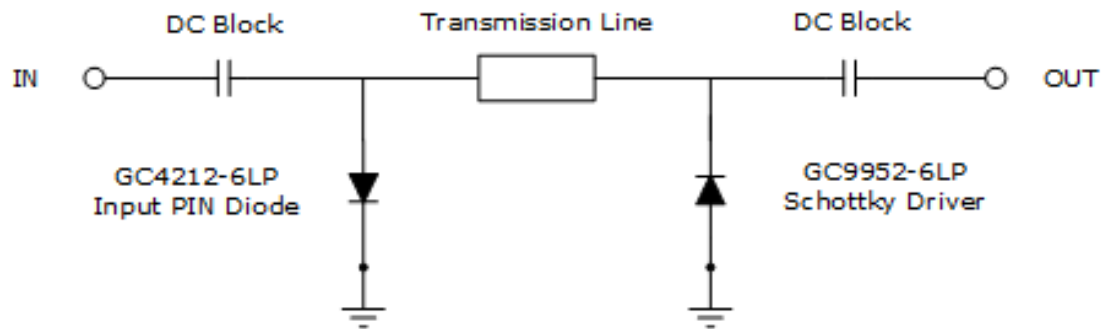 DC Block
Transmission Line
DC Block
IN
OUT
GC4212-6LP
Input PIN Diode
GC9952-6LP
Schottky Driver